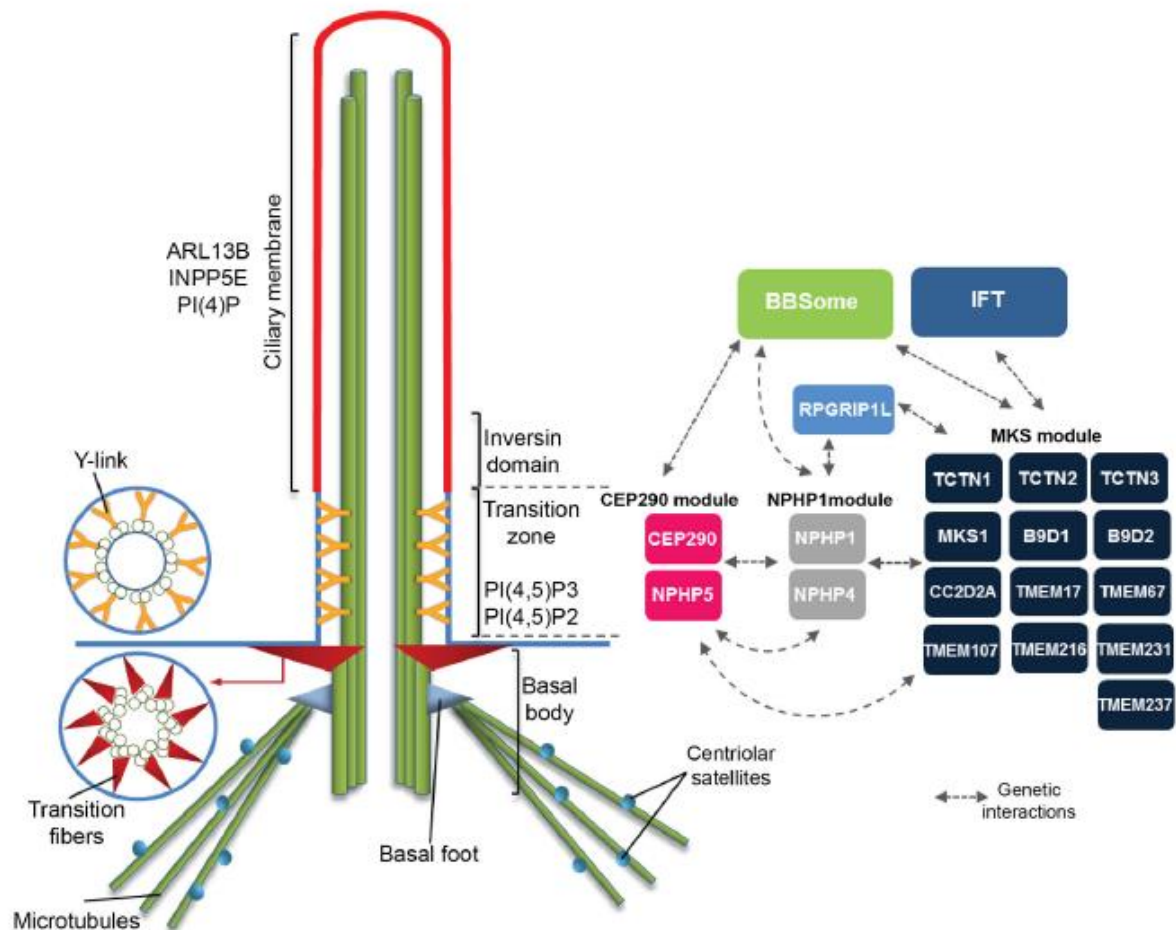 ARL13B
INPP5E
PI(4)P
Ciliary membrane
Y-link
Inversin
domain
Transition
zone
PI(4,5)P3
PI(4,5)P2
Basal
body
Transition
fibers
Microtubules
Basal foot
Centriolar
satellites
BBSome
IFT
RPGRIP1L
CEP290 module
CEP290
NPHP5
NPHP1module
NPHP1
NPHP4
MKS module
TCTN1 TCTN2 TCTN3
MKS1 B9D1 B9D2
CC2D2A TMEM17 TMEM67
TMEM107 TMEM216 TMEM231
TMEM237
Genetic
interactions